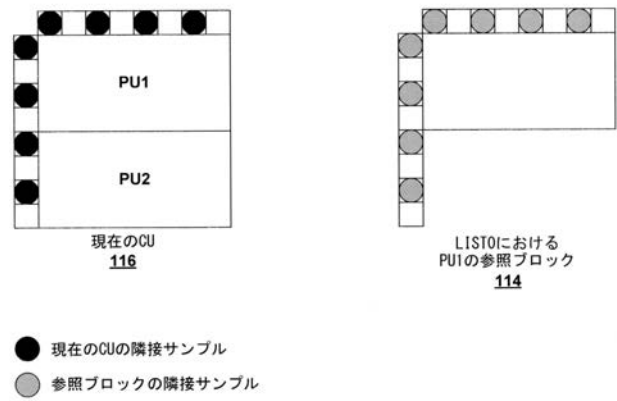 PU1
PU2
現在のCU
116
LIST0における
PU1の参照ブロック
114
現在のCUの隣接サンプル
参照ブロックの隣接サンプル